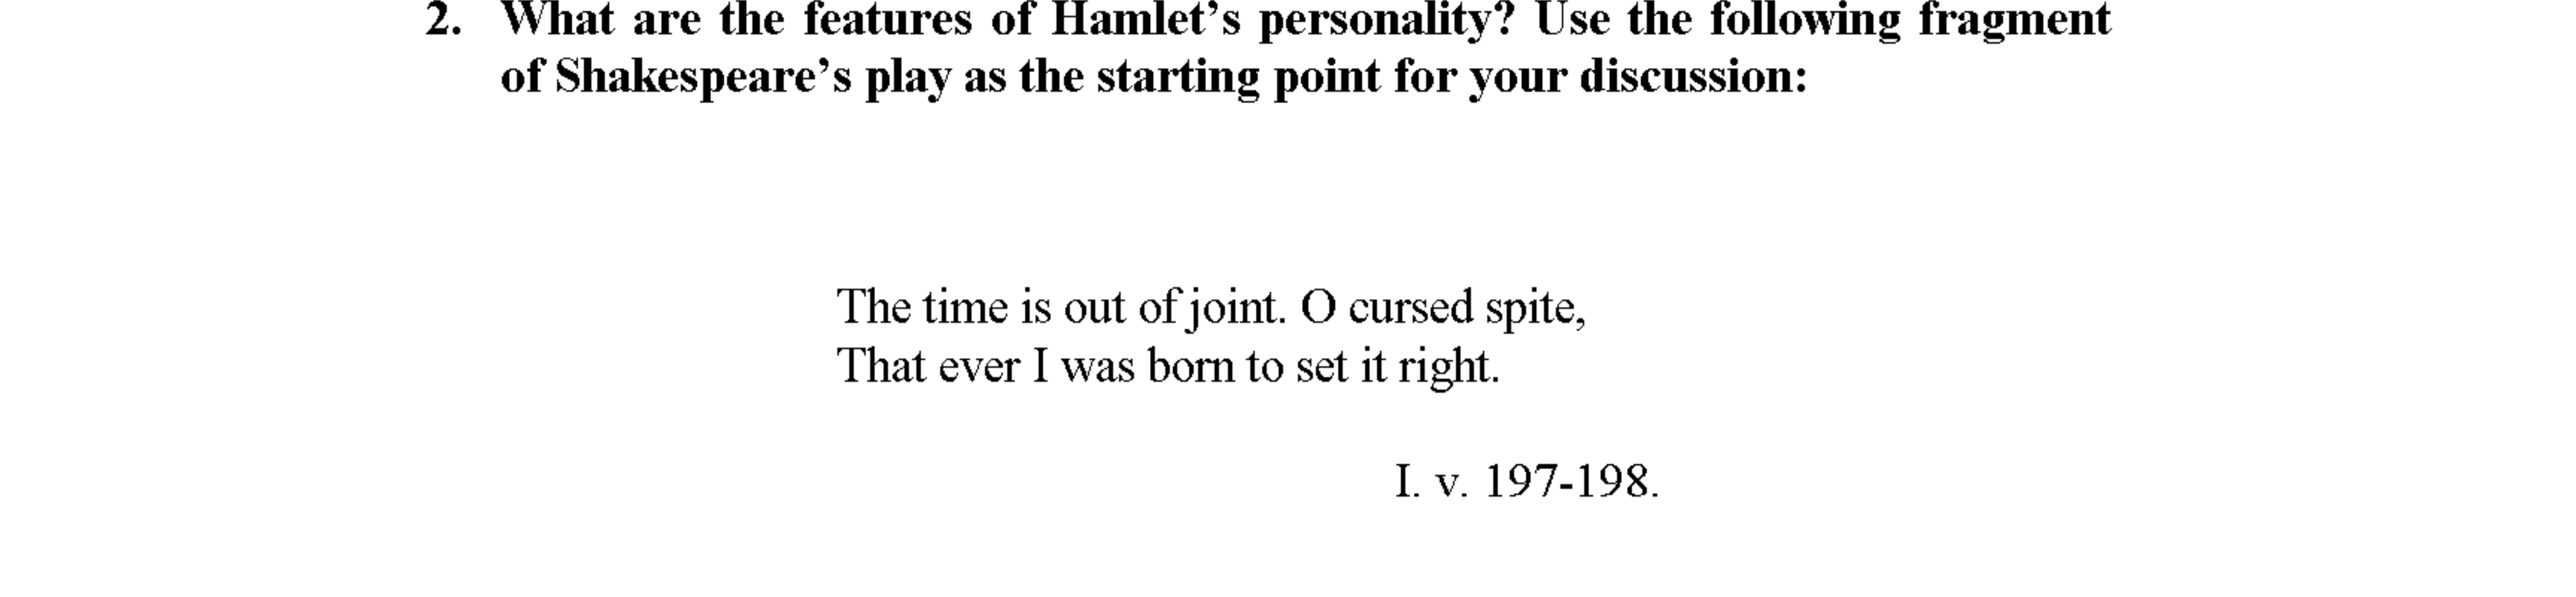 2. What are the features of Hamlet’s personality? Use the following fragment
of Shakespeare’s play as the starting point for your discussion:
The time is out of joint. O cursed spite,
That ever I was born to set it right.
I. v. 197-198.